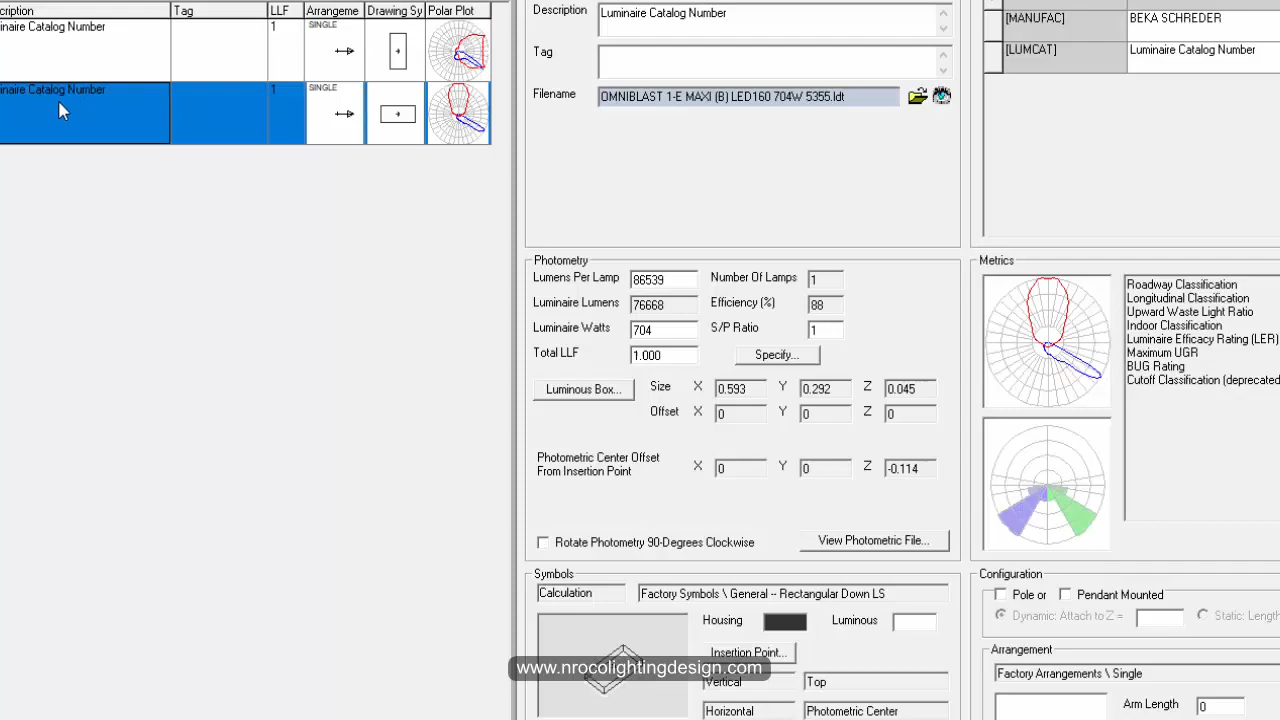 cription Tag LLF Arrangeme Drawing Sy Polar Plot
inaire Catalog Number 1 SINGLE
inaire Catalog Number 1 SINGLE
Description Luminaire Catalog Number
Tag
Filename OMNIBLAST 1-E MAXI (B) LED160 704W 5355.ldt
[MANUFAC] BEKA SCHREDER
[LUMCAT] Luminaire Catalog Number
Photometry
Lumens Per Lamp 86539 Number Of Lamps 1
Luminaire Lumens 76668 Efficiency (%) 88
Luminaire Watts 704 S/P Ratio 1
Total LLF 1.000 Specify...
Luminous Box... Size X 0.593 Y 0.292 Z 0.045
Offset X 0 Y 0 Z 0
Photometric Center Offset
From Insertion Point X 0 Y 0 Z -0.114
Rotate Photometry 90-Degrees Clockwise View Photometric File...
Metrics
Roadway Classification
Longitudinal Classification
Upward Waste Light Ratio
Indoor Classification
Luminaire Efficacy Rating (LER)
Maximum UGR
BUG Rating
Cutoff Classification (deprecated
Symbols
Calculation Factory Symbols \ General -- Rectangular Down LS
Housing Luminous
Insertion Point...
Vertical Top
Horizontal Photometric Center
Configuration
Pole or Pendant Mounted
Dynamic: Attach to Z = Static: Length
Arrangement
Factory Arrangements \ Single
Arm Length 0
www.nrocolightingdesign.com